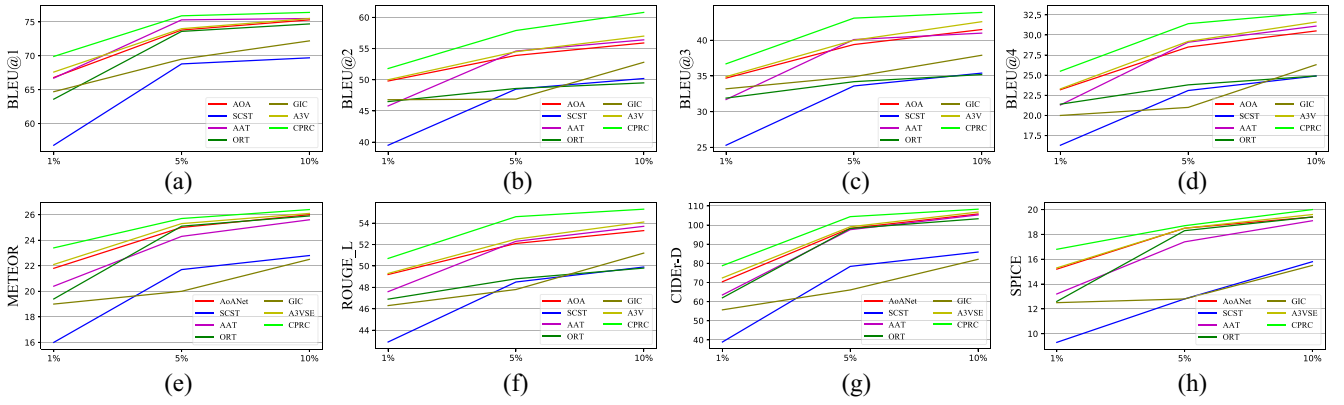 BLEU@1
75
70
65
60
AOA
SCST
AAT
ORT
GIC
A3V
CPRC
1%
5%
10%
(a)
BLEU@2
60
55
50
45
40
AOA
SCST
AAT
ORT
GIC
A3V
CPRC
1%
5%
10%
(b)
BLEU@3
40
35
30
25
AOA
SCST
AAT
ORT
GIC
A3V
CPRC
1%
5%
10%
(c)
BLEU@4
32.5
30.0
27.5
25.0
22.5
20.0
17.5
AOA
SCST
AAT
ORT
GIC
A3V
CPRC
1%
5%
10%
(d)
METEOR
26
24
22
20
18
16
AoANet
SCST
AAT
ORT
GIC
A3VSE
CPRC
1%
5%
10%
(e)
ROUGE_L
54
52
50
48
46
44
AOA
SCST
AAT
ORT
GIC
A3V
CPRC
1%
5%
10%
(f)
CIDEr-D
110
100
90
80
70
60
50
40
AoANet
SCST
AAT
ORT
GIC
A3VSE
CPRC
1%
5%
10%
(g)
SPICE
20
18
16
14
12
10
AoANet
SCST
AAT
ORT
GIC
A3VSE
CPRC
1%
5%
10%
(h)